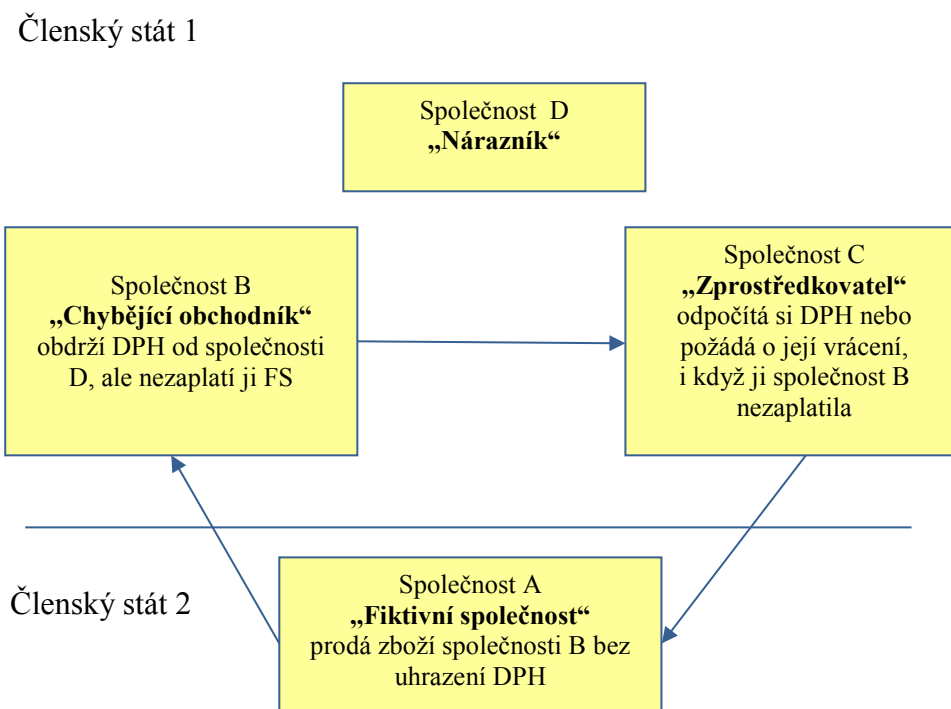 Členský stát 1
Společnost D
„Nárazník“
Společnost B
„Chybějící obchodník“
obdrží DPH od společnosti
D, ale nezaplatí ji FS
Společnost C
„Zprostředkovatel“
odpočítá si DPH nebo
požádá o její vrácení,
i když ji společnost B
nezaplatila
Členský stát 2
Společnost A
„Fiktivní společnost“
prodá zboží společnosti B bez
uhrazení DPH